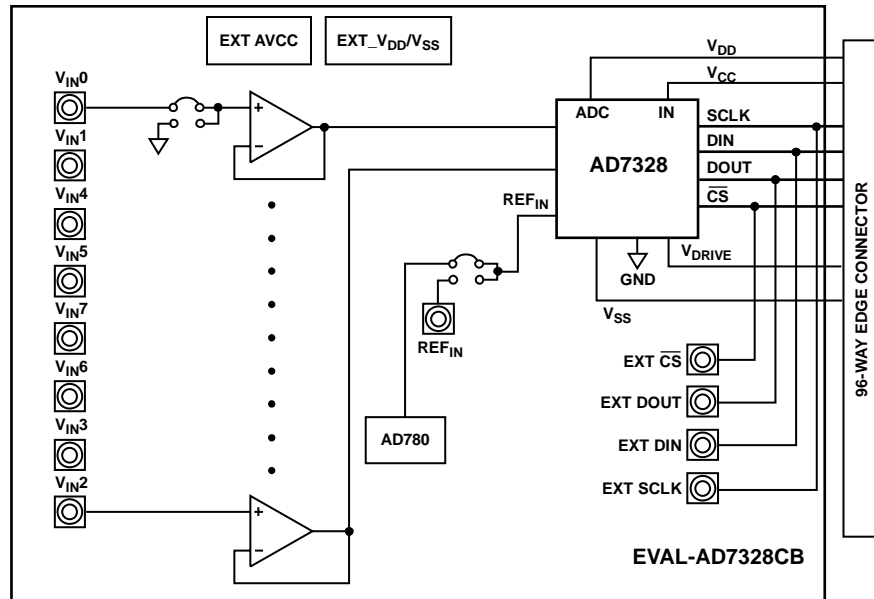 EXT AVCC
EXT_VDD/VSS
VIN0
VIN1
VIN4
VIN5
VIN7
VIN6
VIN3
VIN2
+
−
+
−
ADC
IN
AD7328
VDD
VCC
SCLK
DIN
DOUT
C̅S̅
REFIN
VDRIVE
GND
VSS
REFIN
AD780
EXT C̅S̅
EXT DOUT
EXT DIN
EXT SCLK
96-WAY EDGE CONNECTOR
EVAL-AD7328CB